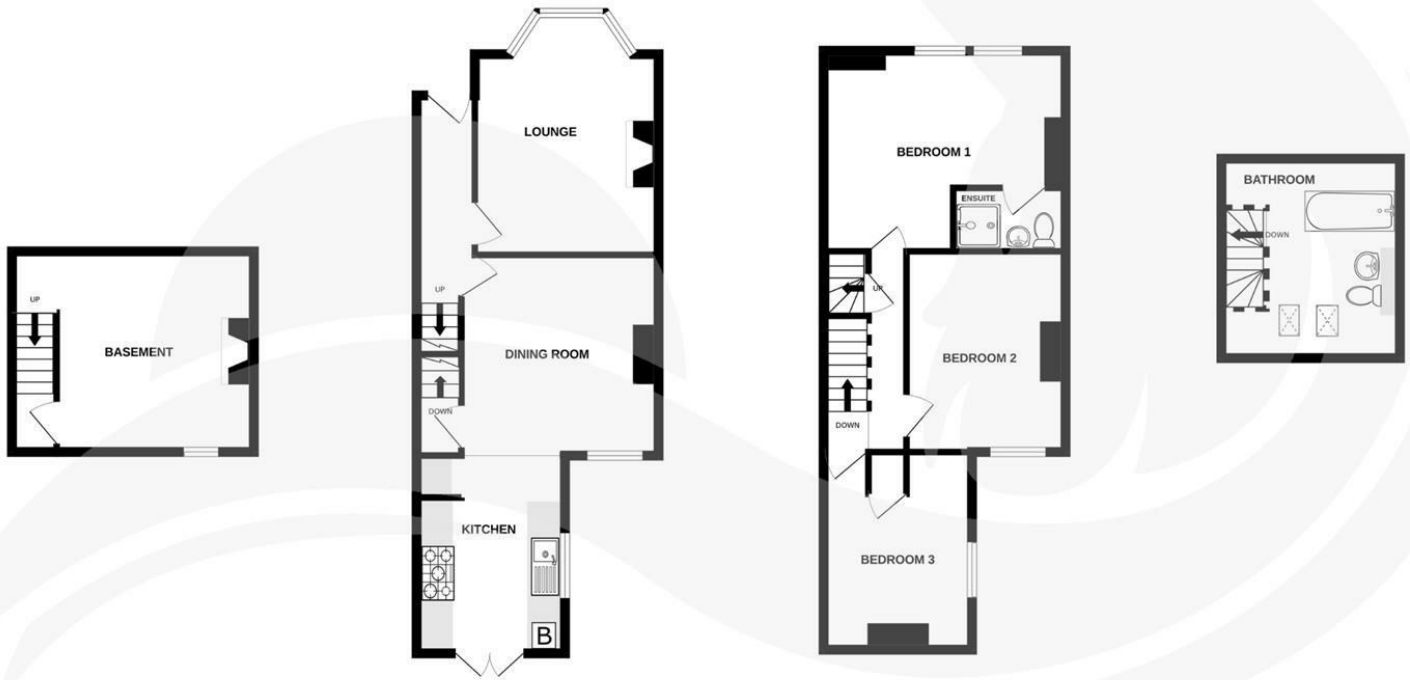 UP
BASEMENT
LOUNGE
UP
DINING ROOM
DOWN
KITCHEN
B
BEDROOM 1
ENSUITE
UP
BEDROOM 2
DOWN
BEDROOM 3
BATHROOM
DOWN